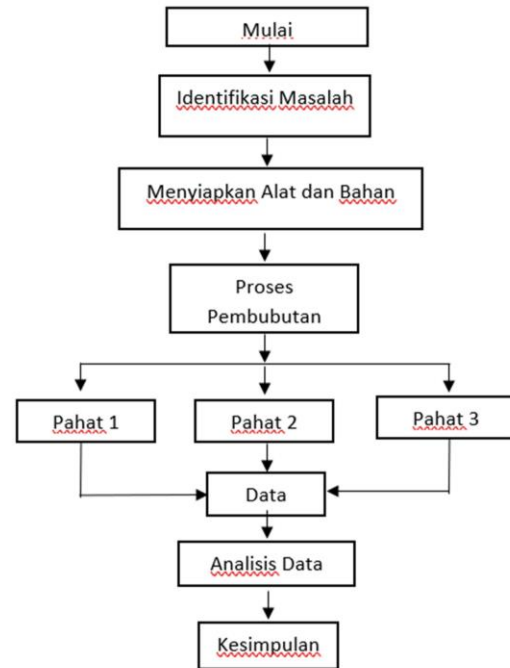 Mulai
Identifikasi Masalah
Menyiapkan Alat dan Bahan
Proses
Pembubutan
Pahat 1
Pahat 2
Pahat 3
Data
Analisis Data
Kesimpulan